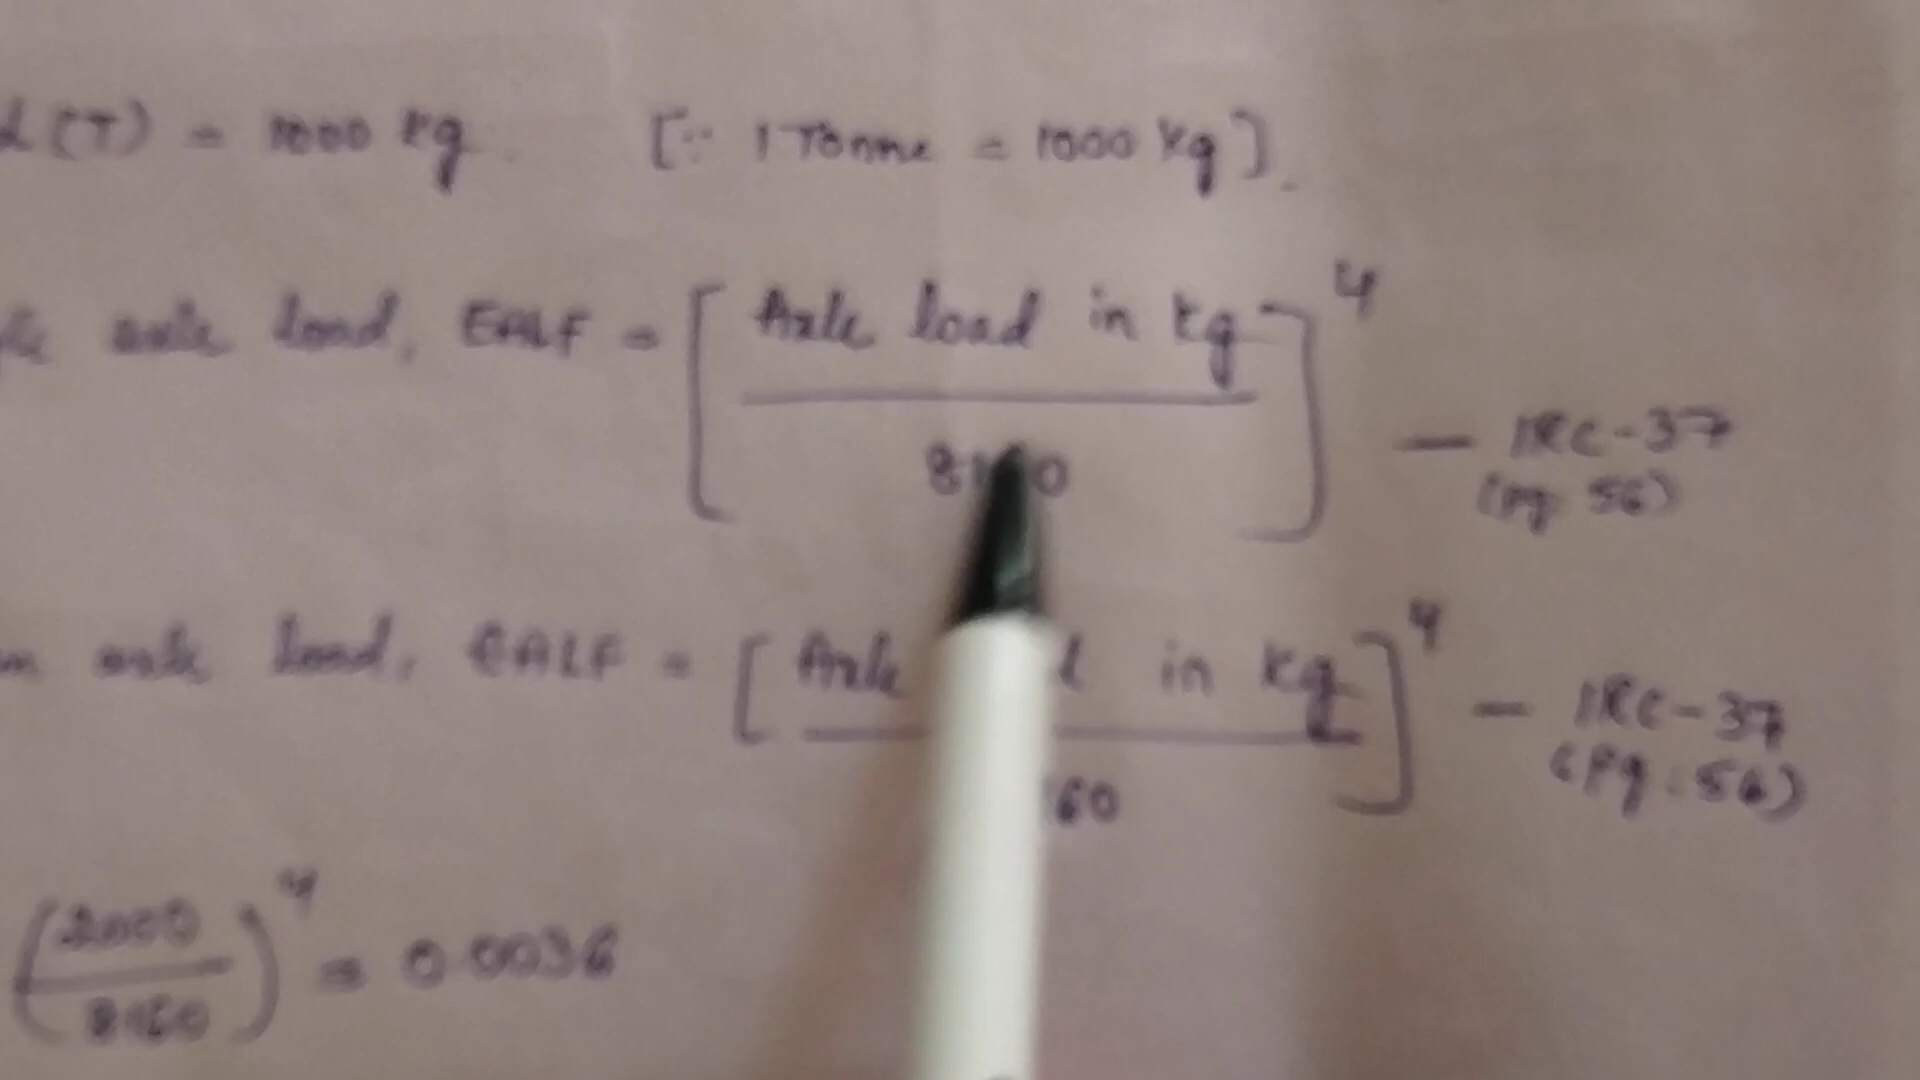 (T) = 1000 kg [∵ 1 Tonne = 1000 kg].
axle load, EALF = [Axle load in kg / 8160]^4 — IRC-37
(pg. 56)
axle load, EALF = [Axle in kg / 60]^4 — IRC-37
(Pg. 56)
(2000 / 8160)^4 = 0.0036